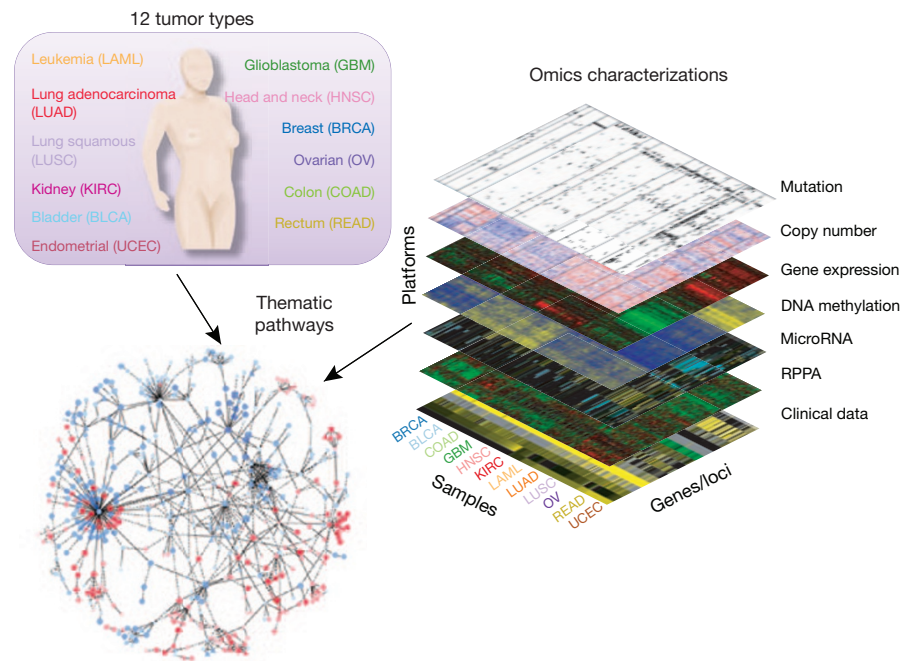 12 tumor types
Leukemia (LAML)
Lung adenocarcinoma
(LUAD)
Lung squamous
(LUSC)
Kidney (KIRC)
Bladder (BLCA)
Endometrial (UCEC)
Glioblastoma (GBM)
Head and neck (HNSC)
Breast (BRCA)
Ovarian (OV)
Colon (COAD)
Rectum (READ)
Thematic
pathways
Omics characterizations
Platforms
Mutation
Copy number
Gene expression
DNA methylation
MicroRNA
RPPA
Clinical data
BRCA
BLCA
COAD
GBM
HNSC
KIRC
LAML
LUAD
LUSC
OV
READ
UCEC
Samples
Genes/loci